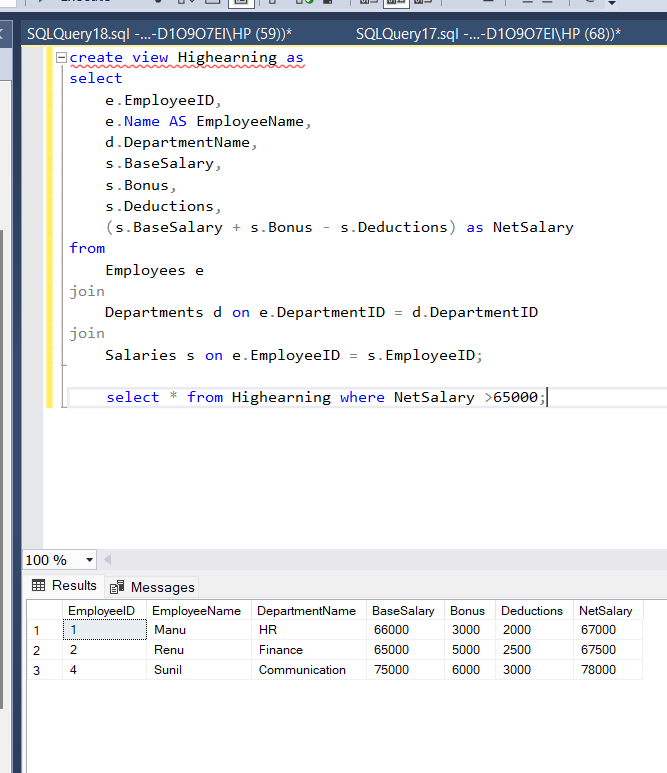 SQLQuery18.sql -...-D1O9O7EI\HP (59))* SQLQuery17.sql -...-D1O9O7EI\HP (68))*
create view Highearning as
select
e.EmployeeID,
e.Name AS EmployeeName,
d.DepartmentName,
s.BaseSalary,
s.Bonus,
s.Deductions,
(s.BaseSalary + s.Bonus - s.Deductions) as NetSalary
from
Employees e
join
Departments d on e.DepartmentID = d.DepartmentID
join
Salaries s on e.EmployeeID = s.EmployeeID;
select * from Highearning where NetSalary >65000;
100 %
Results Messages
EmployeeID EmployeeName DepartmentName BaseSalary Bonus Deductions NetSalary
1 1 Manu HR 66000 3000 2000 67000
2 2 Renu Finance 65000 5000 2500 67500
3 4 Sunil Communication 75000 6000 3000 78000